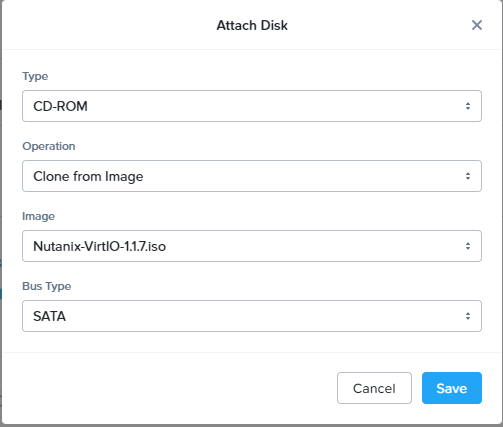 Attach Disk
Type
CD-ROM
Operation
Clone from Image
Image
Nutanix-VirtIO-1.1.7.iso
Bus Type
SATA
Cancel
Save